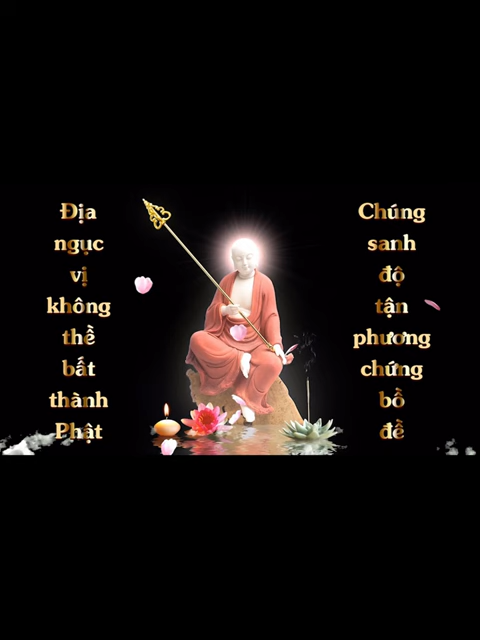 Địa
ngục
vị
không
thề
bất
thành
Phật
Chúng
sanh
độ
tận
phương
chứng
bồ
đề